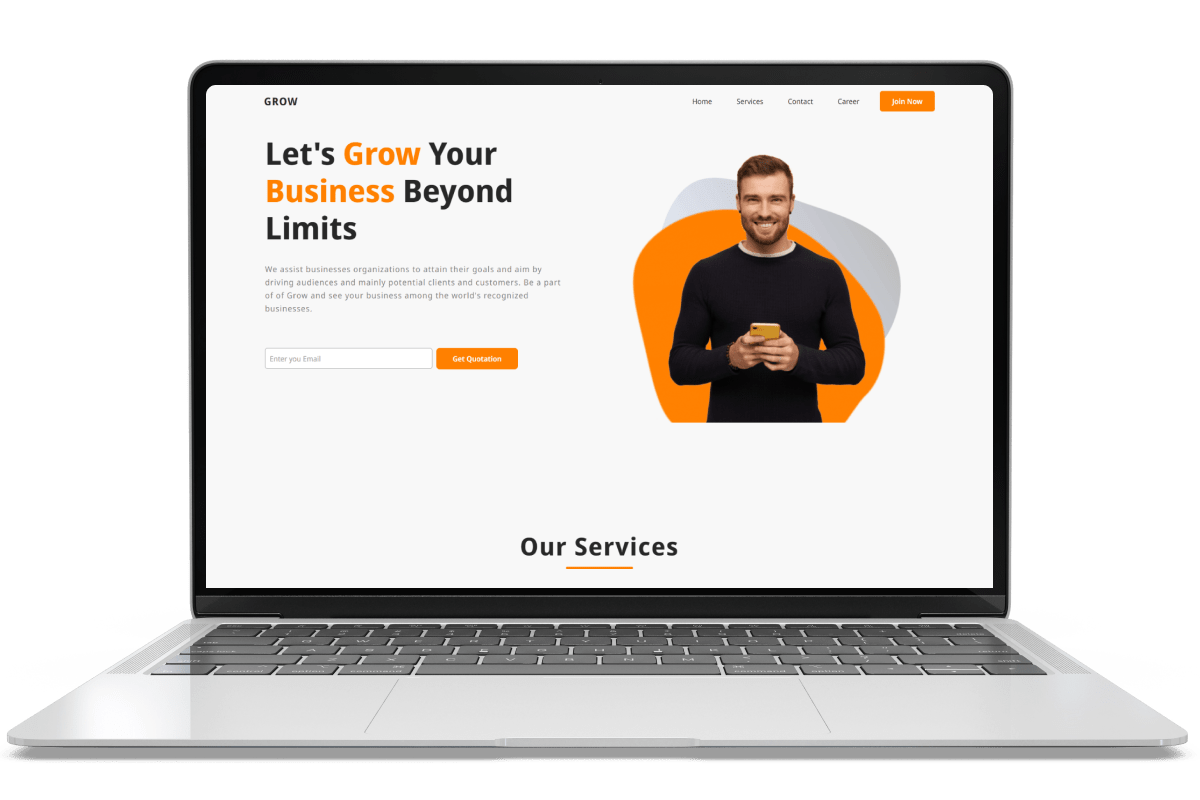 GROW
Home Services Contact Career Join Now
Let's Grow Your
Business Beyond
Limits
We assist businesses organizations to attain their goals and aim by
driving audiences and mainly potential clients and customers. Be a part
of of Grow and see your business among the world's recognized
businesses.
Enter you Email Get Quotation
Our Services